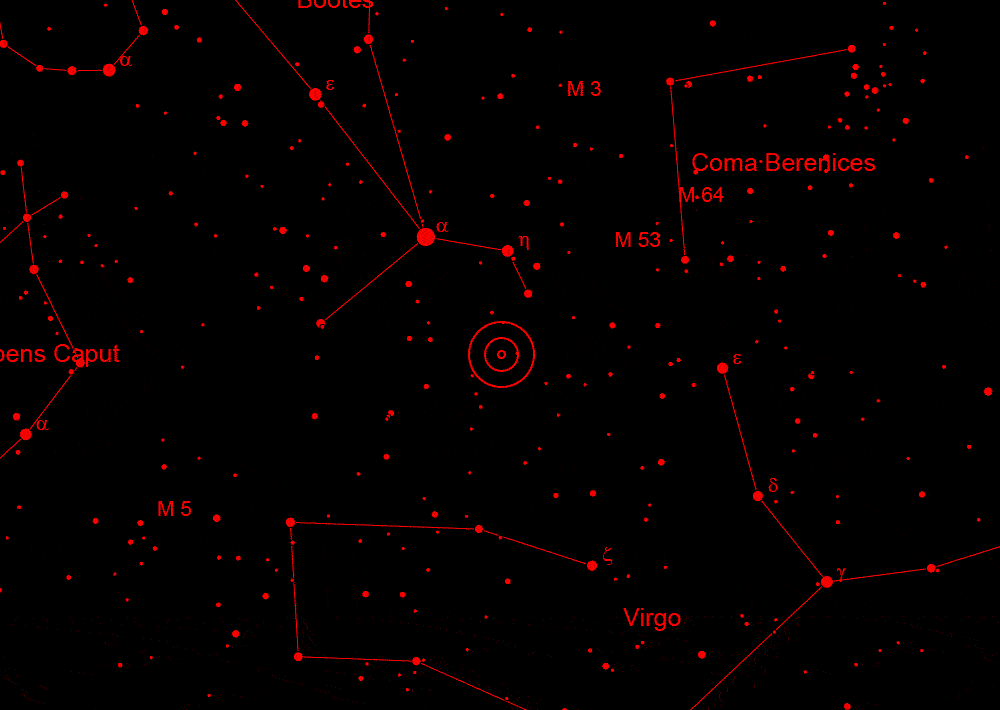 Bootes
α
ε
M 3
Coma Berenices
M 64
α
η
M 53
pens Caput
ε
α
δ
M 5
ζ
γ
Virgo